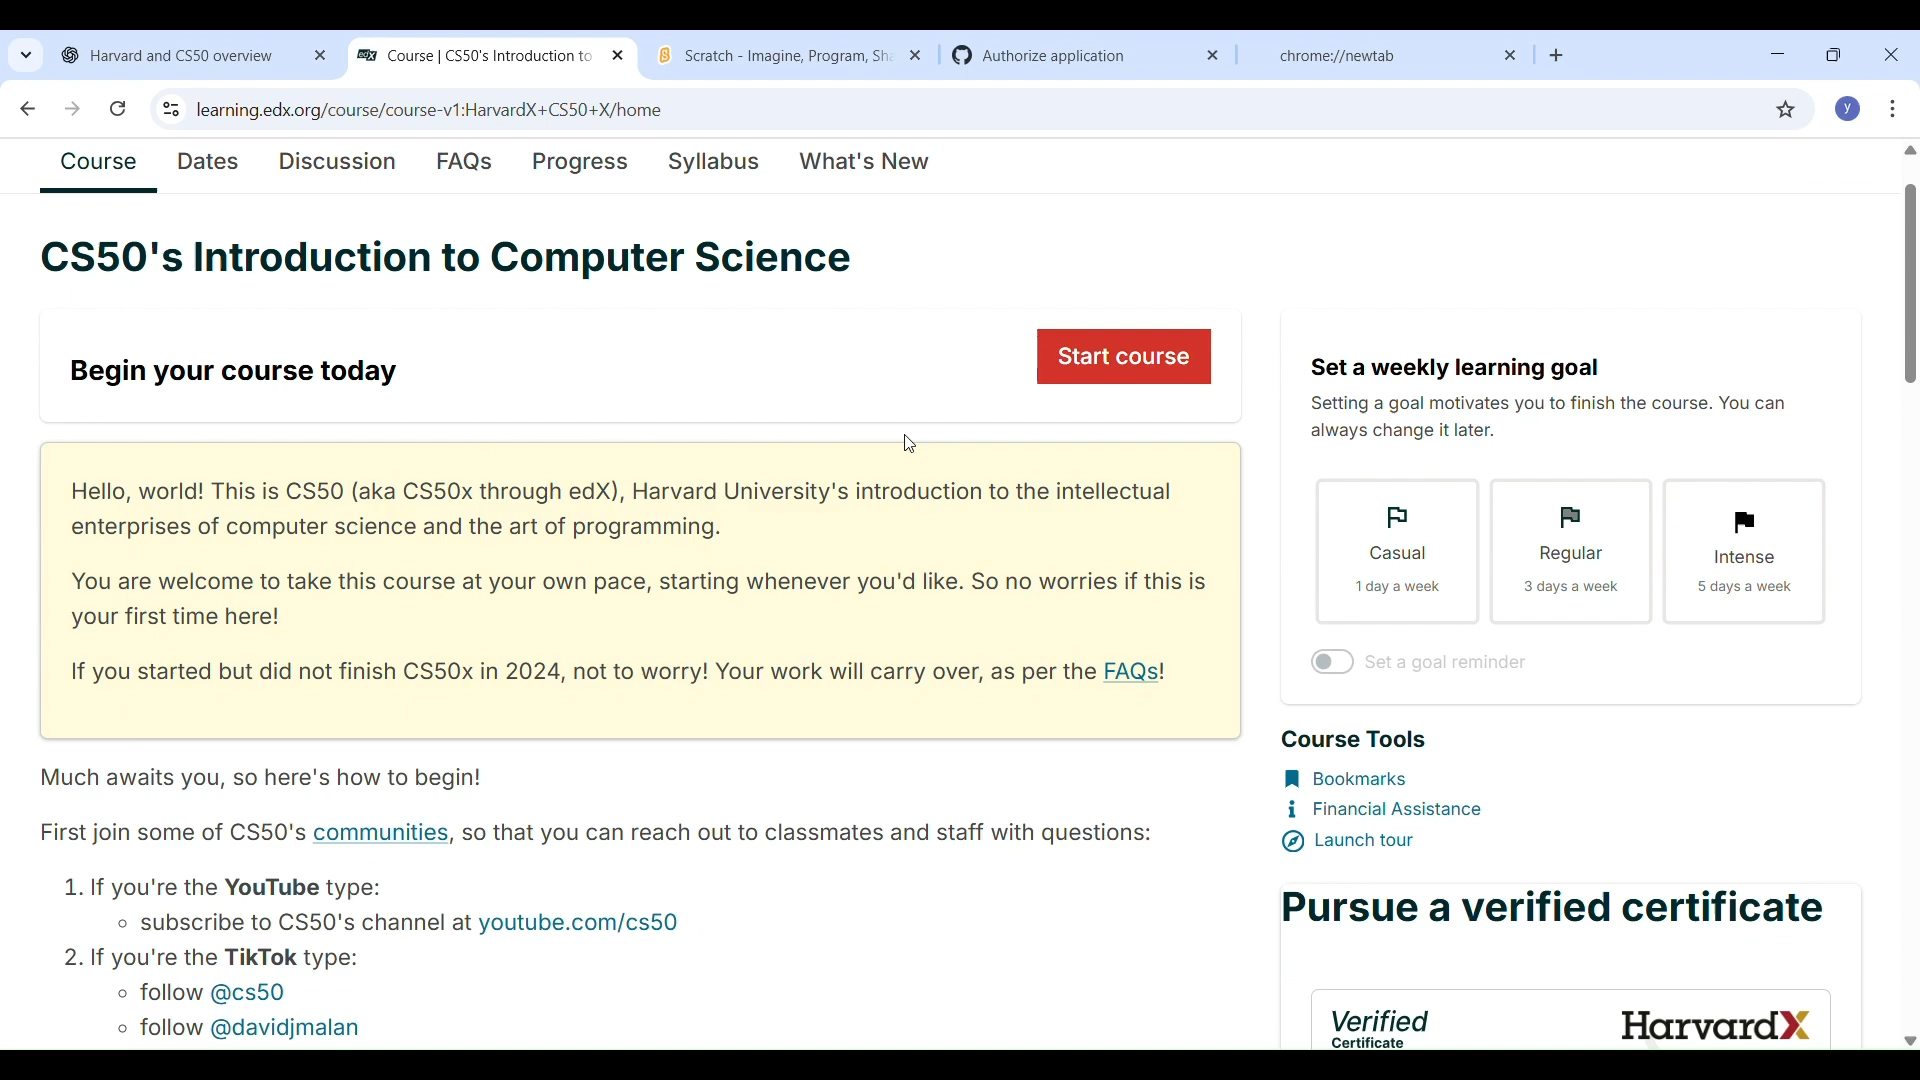 Harvard and CS50 overview
Course | CS50's Introduction to
Scratch - Imagine, Program, Sha
Authorize application
chrome://newtab
learning.edx.org/course/course-v1:HarvardX+CS50+X/home
y
Course Dates Discussion FAQs Progress Syllabus What's New
CS50's Introduction to Computer Science
Begin your course today
Start course
Hello, world! This is CS50 (aka CS50x through edX), Harvard University's introduction to the intellectual
enterprises of computer science and the art of programming.
You are welcome to take this course at your own pace, starting whenever you'd like. So no worries if this is
your first time here!
If you started but did not finish CS50x in 2024, not to worry! Your work will carry over, as per the FAQs!
Much awaits you, so here's how to begin!
First join some of CS50's communities, so that you can reach out to classmates and staff with questions:
1. If you're the YouTube type:
subscribe to CS50's channel at youtube.com/cs50
2. If you're the TikTok type:
follow @cs50
follow @davidjmalan
Set a weekly learning goal
Setting a goal motivates you to finish the course. You can
always change it later.
Casual
1 day a week
Regular
3 days a week
Intense
5 days a week
Set a goal reminder
Course Tools
Bookmarks
Financial Assistance
Launch tour
Pursue a verified certificate
Verified
Certificate
HarvardX